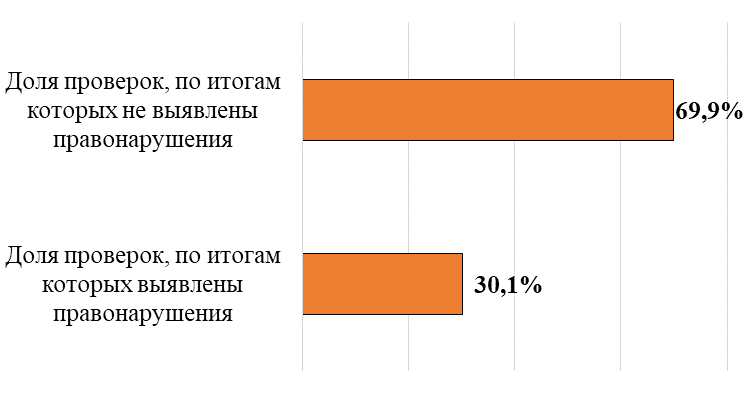 Доля проверок, по итогам
которых не выявлены
правонарушения
69,9%
Доля проверок, по итогам
которых выявлены
правонарушения
30,1%